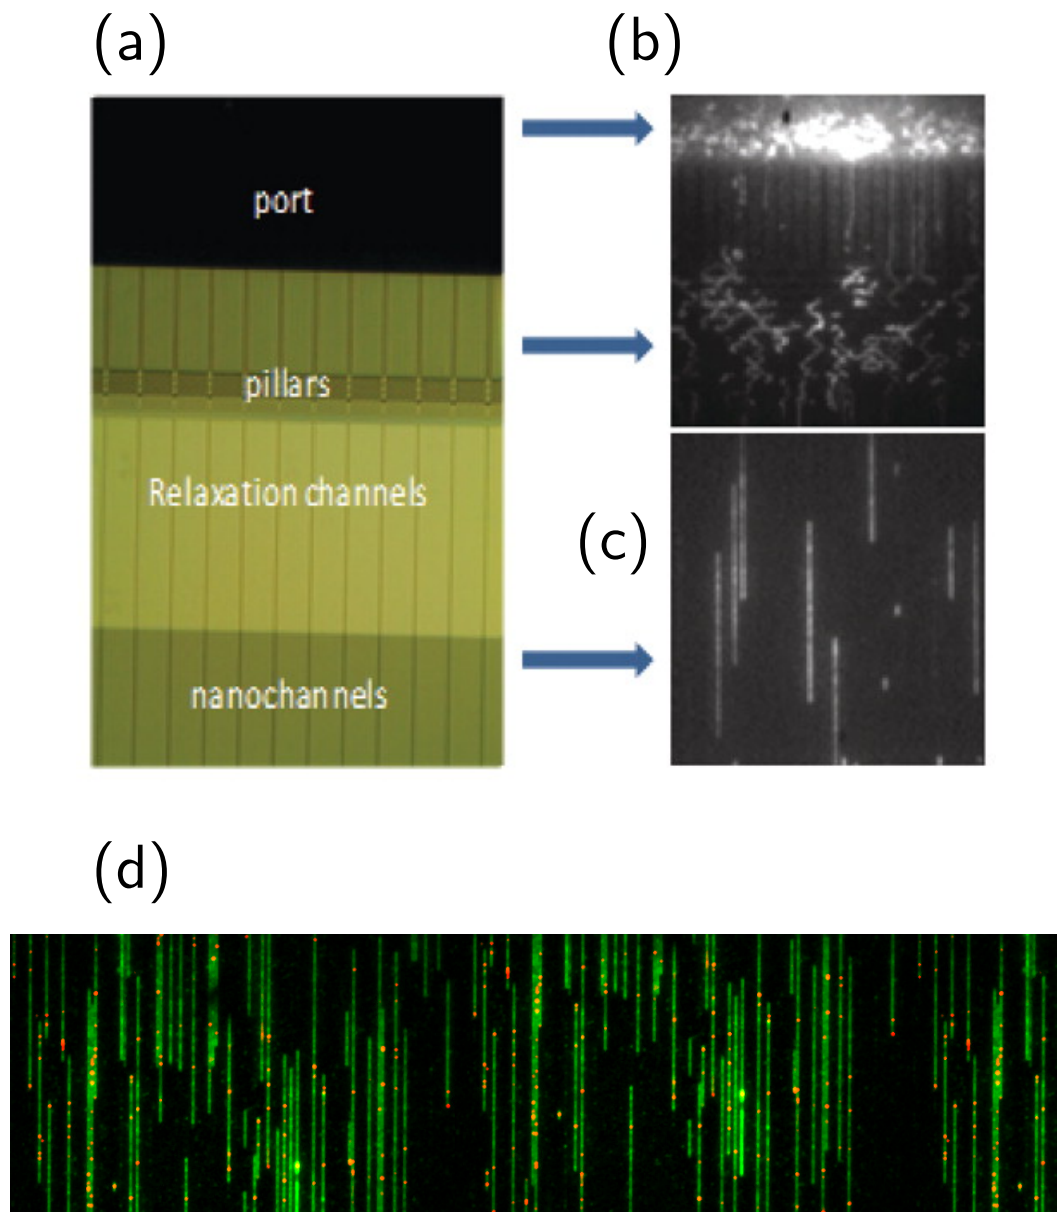 (a)
(b)
port
pillars
Relaxation channels
(c)
nanochannels
(d)